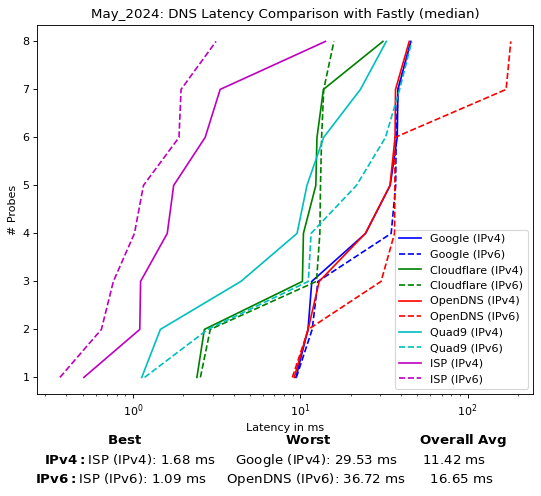 May_2024: DNS Latency Comparison with Fastly (median)
# Probes
8
7
6
5
4
3
2
1
Google (IPv4)
Google (IPv6)
Cloudflare (IPv4)
Cloudflare (IPv6)
OpenDNS (IPv4)
OpenDNS (IPv6)
Quad9 (IPv4)
Quad9 (IPv6)
ISP (IPv4)
ISP (IPv6)
10⁰ 10¹ 10²
Latency in ms
Best Worst Overall Avg
IPv4: ISP (IPv4): 1.68 ms Google (IPv4): 29.53 ms 11.42 ms
IPv6: ISP (IPv6): 1.09 ms OpenDNS (IPv6): 36.72 ms 16.65 ms